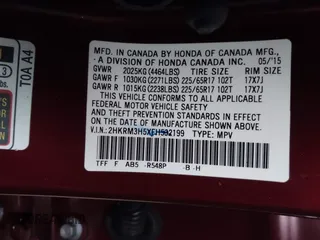 MFD. IN CANADA BY HONDA OF CANADA MFG.,
A DIVISION OF HONDA CANADA INC. 05/'15
GVWR 2025KG (4464LBS) TIRE SIZE RIM SIZE
GAWR F 1030KG (2271LBS) 225/65R17 102T 17X7J
GAWR R 1015KG (2238LBS) 225/65R17 102T 17X7J
THIS VEHICLE CONFORMS TO ALL APPLICABLE
FEDERAL MOTOR VEHICLE
SAFETY AND THEFT PREVENTION STANDARDS
IN EFFECT ON THE DATE OF
MANUFACTURE SHOWN ABOVE.
V.I.N.: TYPE: MPV
TFF F AB5 -R548P -B-H
3
TOA A4